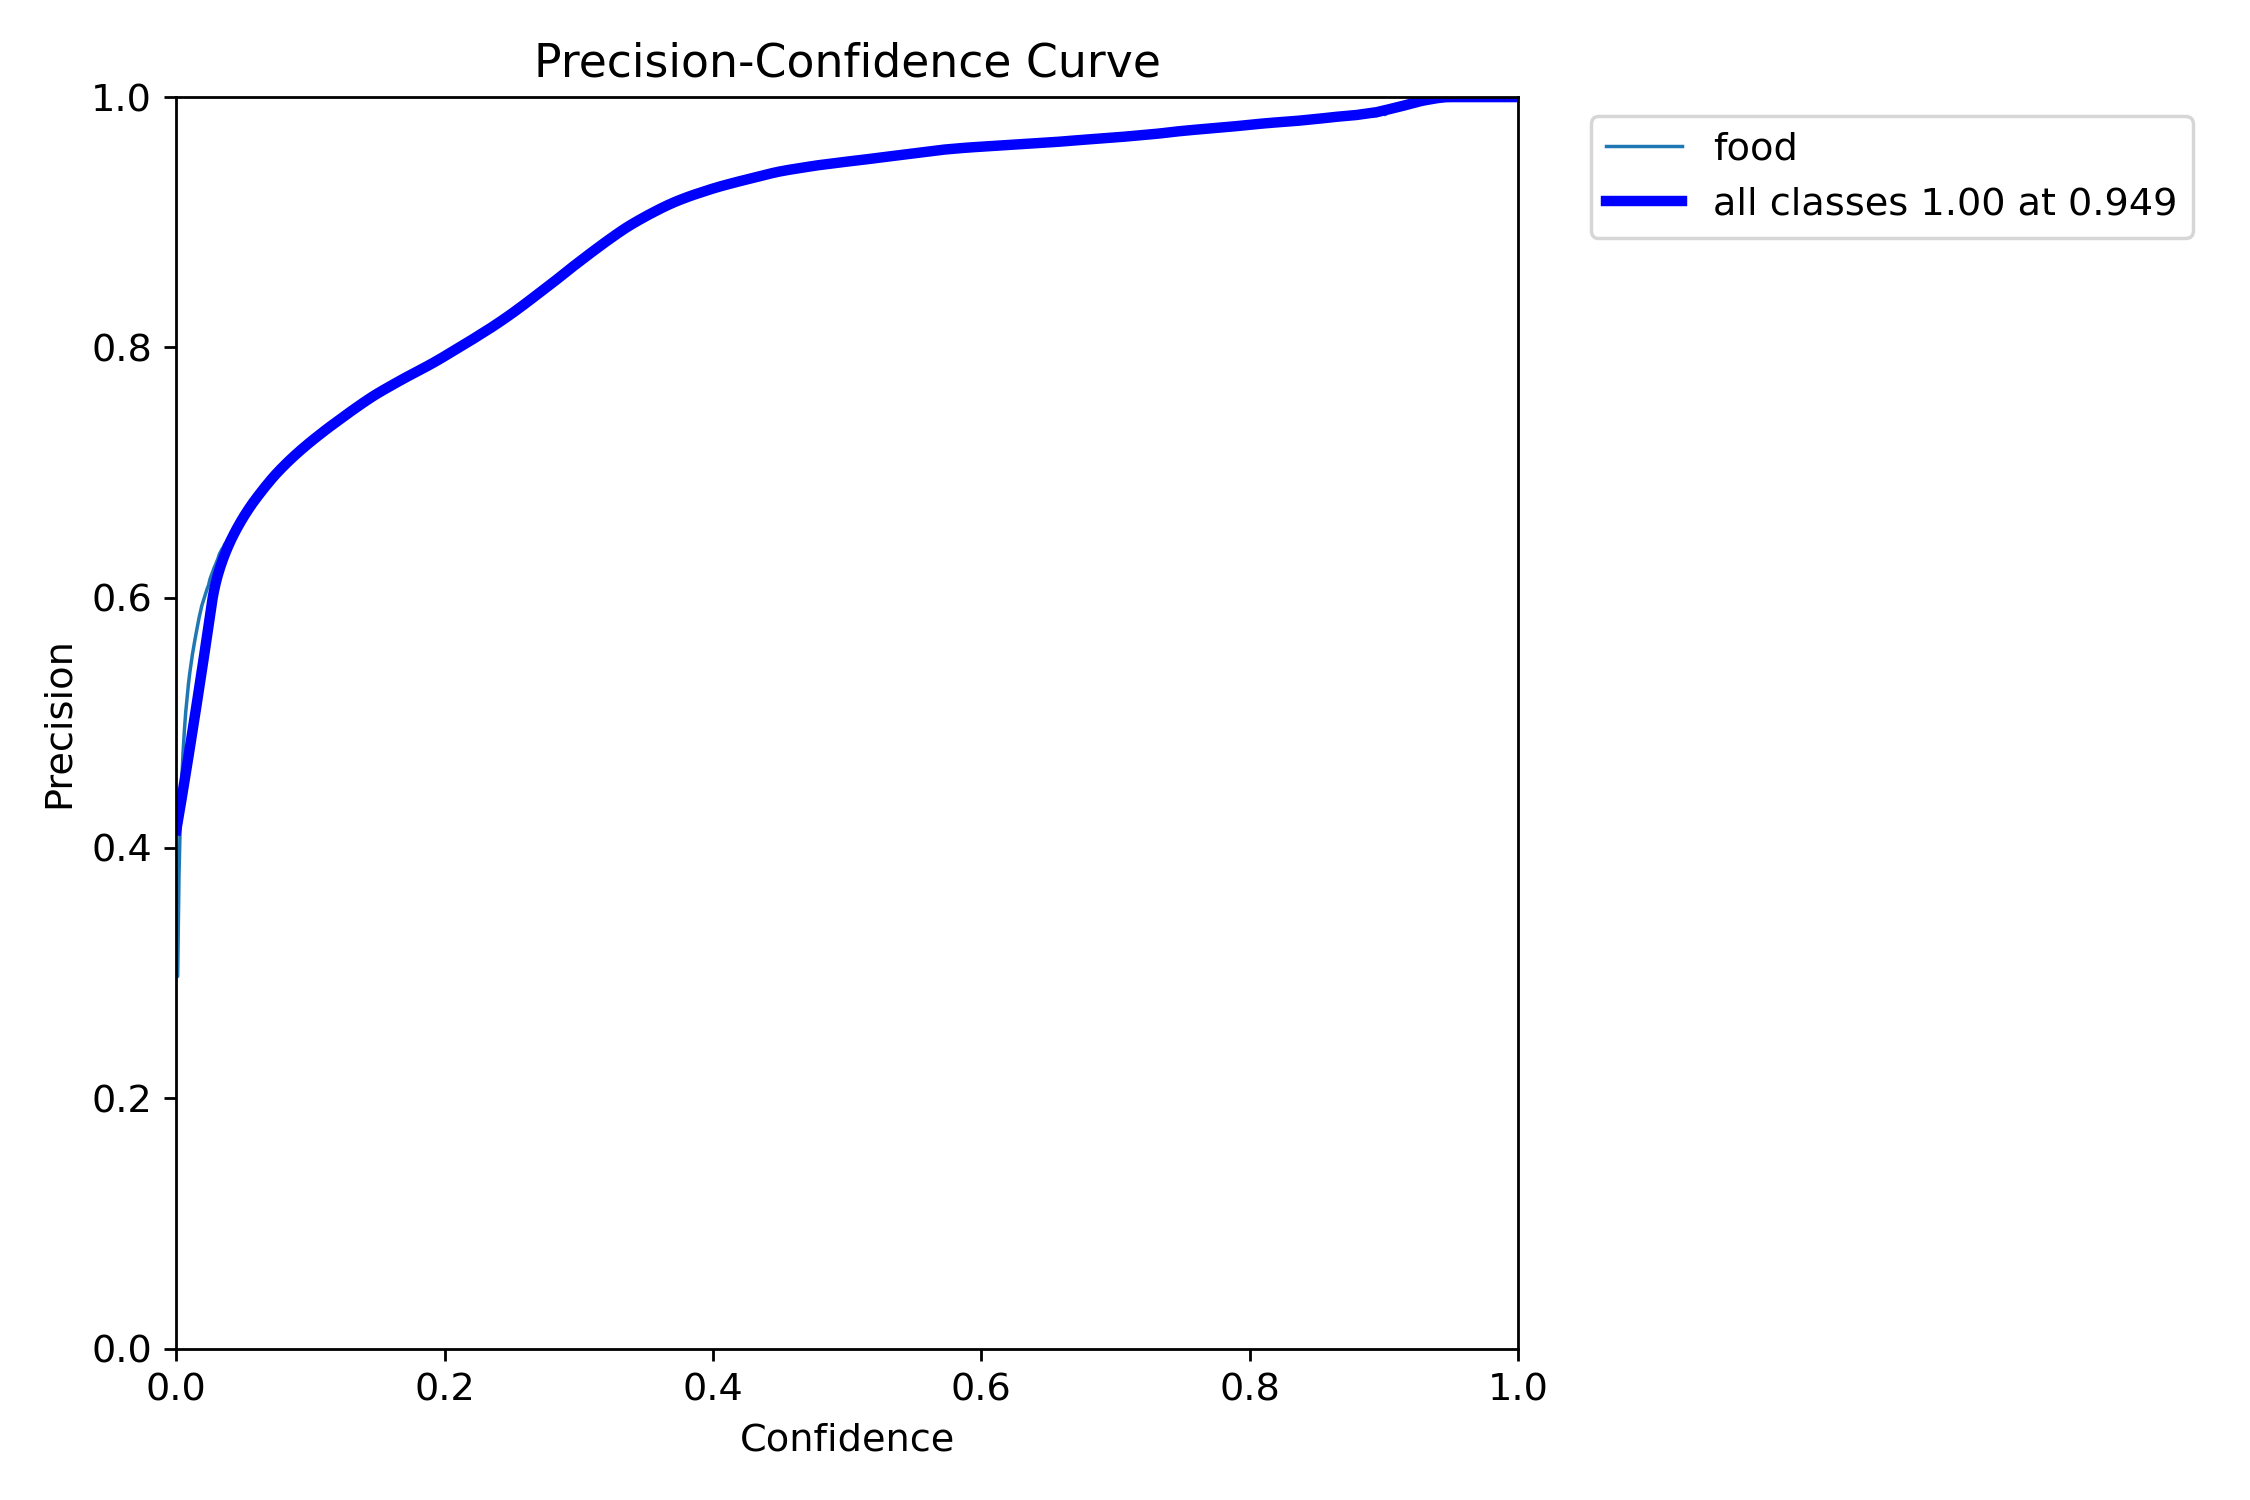 Precision-Confidence Curve
1.0
0.8
0.6
0.4
0.2
0.0
Precision
0.0 0.2 0.4 0.6 0.8 1.0
Confidence
food
all classes 1.00 at 0.949